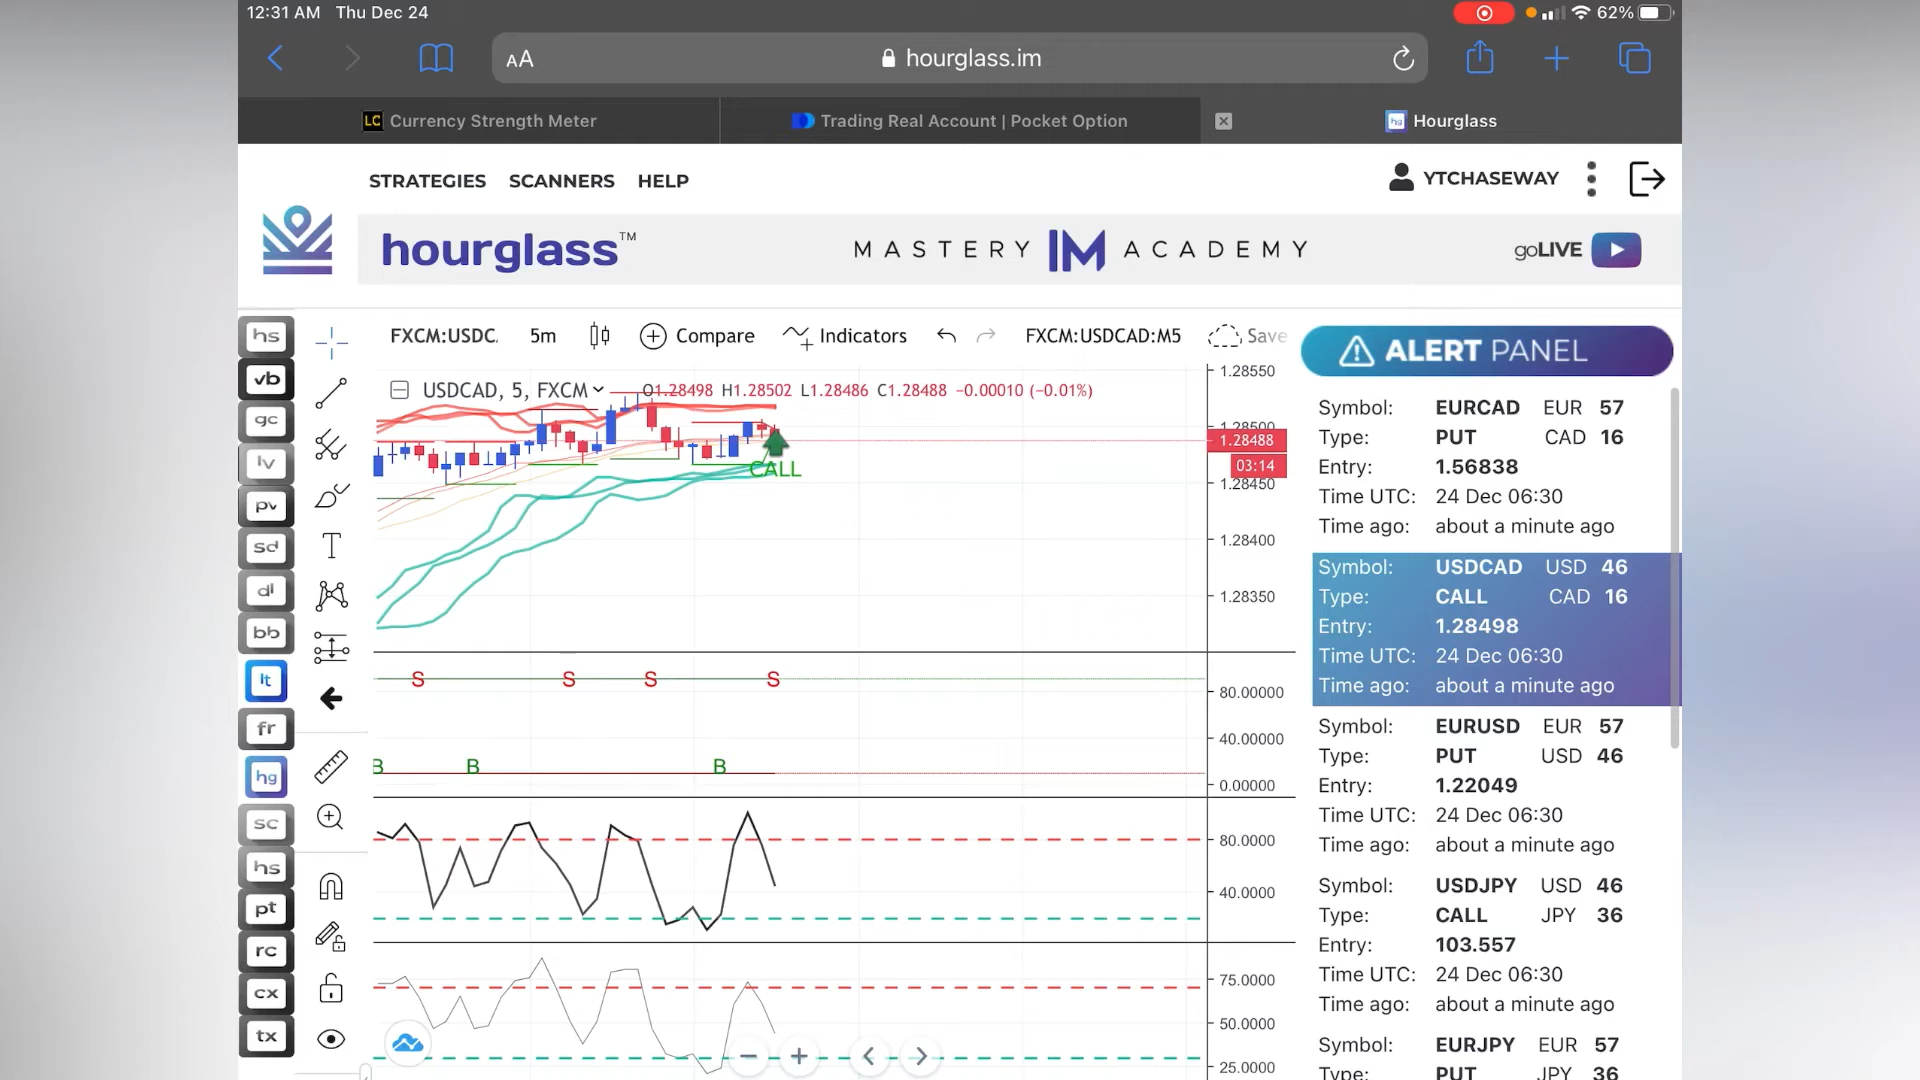 12:31 AM Thu Dec 24
62%
AA
hourglass.im
LC Currency Strength Meter
Trading Real Account | Pocket Option
hg Hourglass
STRATEGIES SCANNERS HELP
YTCHASEWAY
hourglass™
MASTERY IM ACADEMY
goLIVE
FXCM:USDC
5m
Compare
Indicators
FXCM:USDCAD:M5
Save
ALERT PANEL
USDCAD, 5, FXCM
O1.28498 H1.28502 L1.28486 C1.28488 −0.00010 (−0.01%)
CALL
1.28550
1.28500
1.28488
03:14
1.28450
1.28400
1.28350
S S S S
80.00000
40.00000
B B B
0.00000
80.0000
40.0000
75.0000
50.0000
25.0000
hs
vb
gc
lv
pv
sd
dl
bb
lt
fr
hg
sc
hs
pt
rc
cx
tx
T
Symbol: EURCAD EUR 57
Type: PUT CAD 16
Entry: 1.56838
Time UTC: 24 Dec 06:30
Time ago: about a minute ago
Symbol: USDCAD USD 46
Type: CALL CAD 16
Entry: 1.28498
Time UTC: 24 Dec 06:30
Time ago: about a minute ago
Symbol: EURUSD EUR 57
Type: PUT USD 46
Entry: 1.22049
Time UTC: 24 Dec 06:30
Time ago: about a minute ago
Symbol: USDJPY USD 46
Type: CALL JPY 36
Entry: 103.557
Time UTC: 24 Dec 06:30
Time ago: about a minute ago
Symbol: EURJPY EUR 57
Type: PUT JPY 36